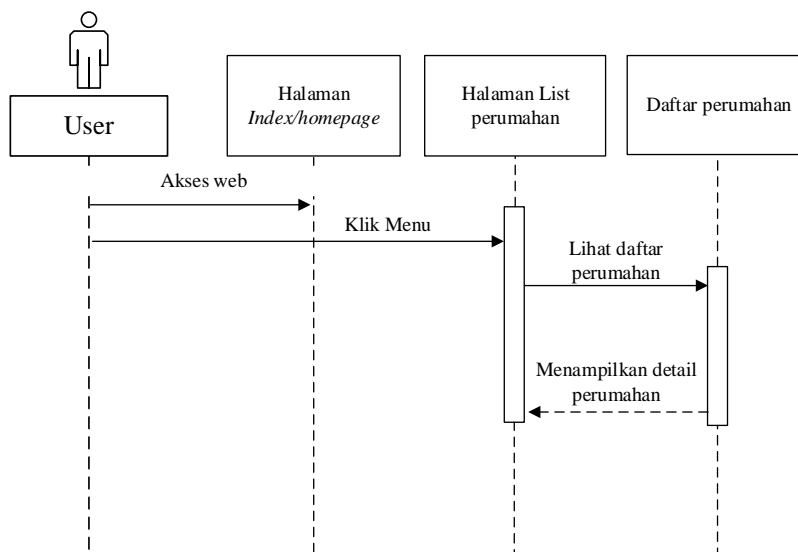 User
Halaman
Index/homepage
Halaman List
perumahan
Daftar perumahan
Akses web
Klik Menu
Lihat daftar
perumahan
Menampilkan detail
perumahan